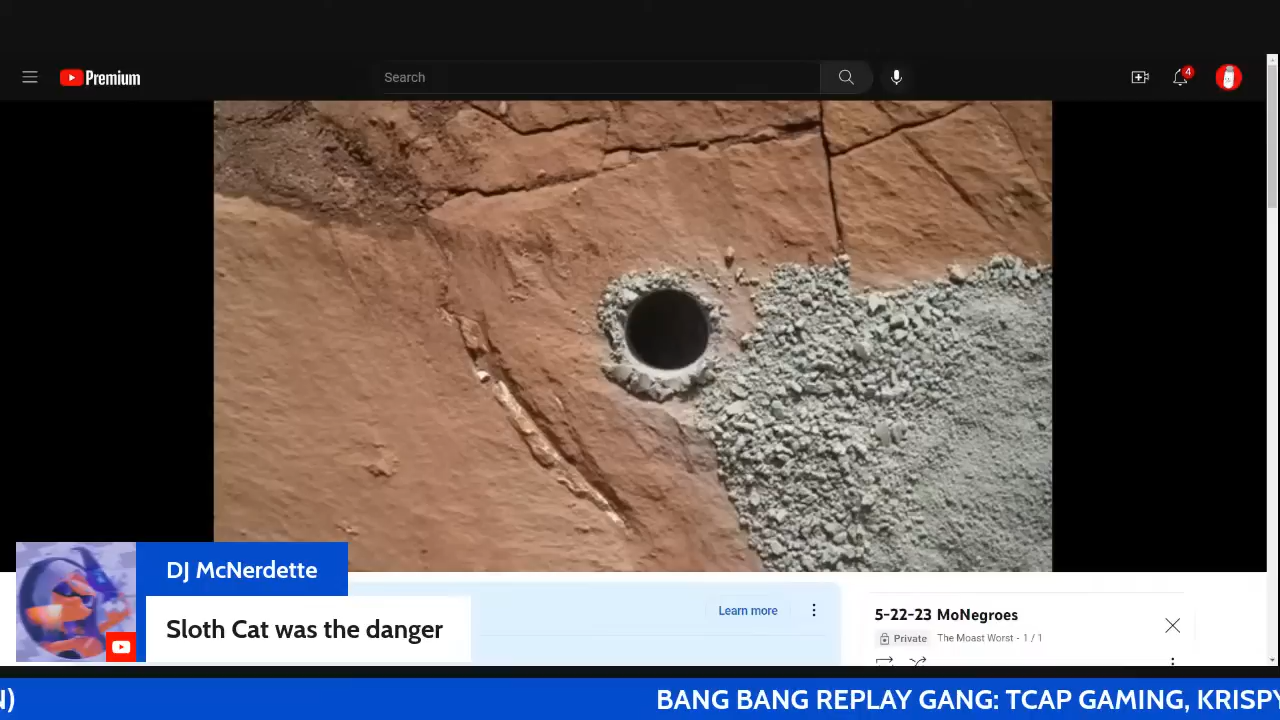 Premium
Search
4
DJ McNerdette
Sloth Cat was the danger
Learn more
5-22-23 MoNegroes
Private The Moast Worst - 1 / 1
N)
BANG BANG REPLAY GANG: TCAP GAMING, KRISPY